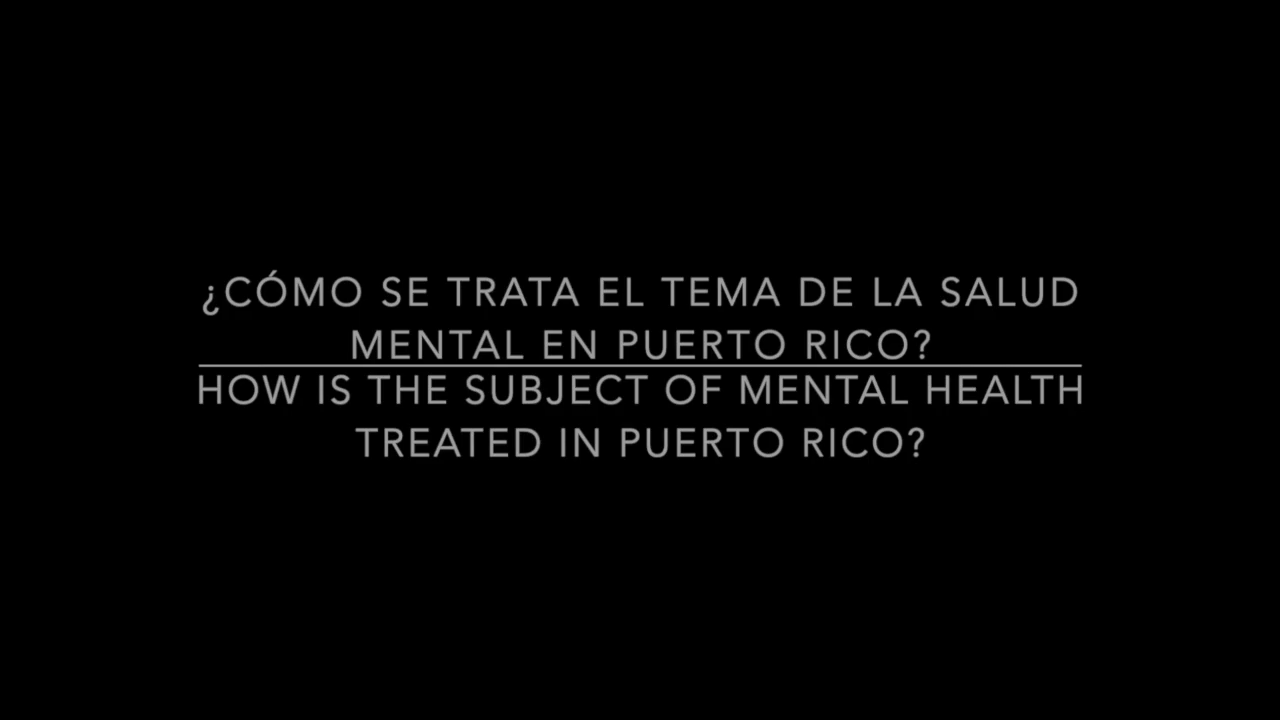 ¿CÓMO SE TRATA EL TEMA DE LA SALUD
MENTAL EN PUERTO RICO?
HOW IS THE SUBJECT OF MENTAL HEALTH
TREATED IN PUERTO RICO?